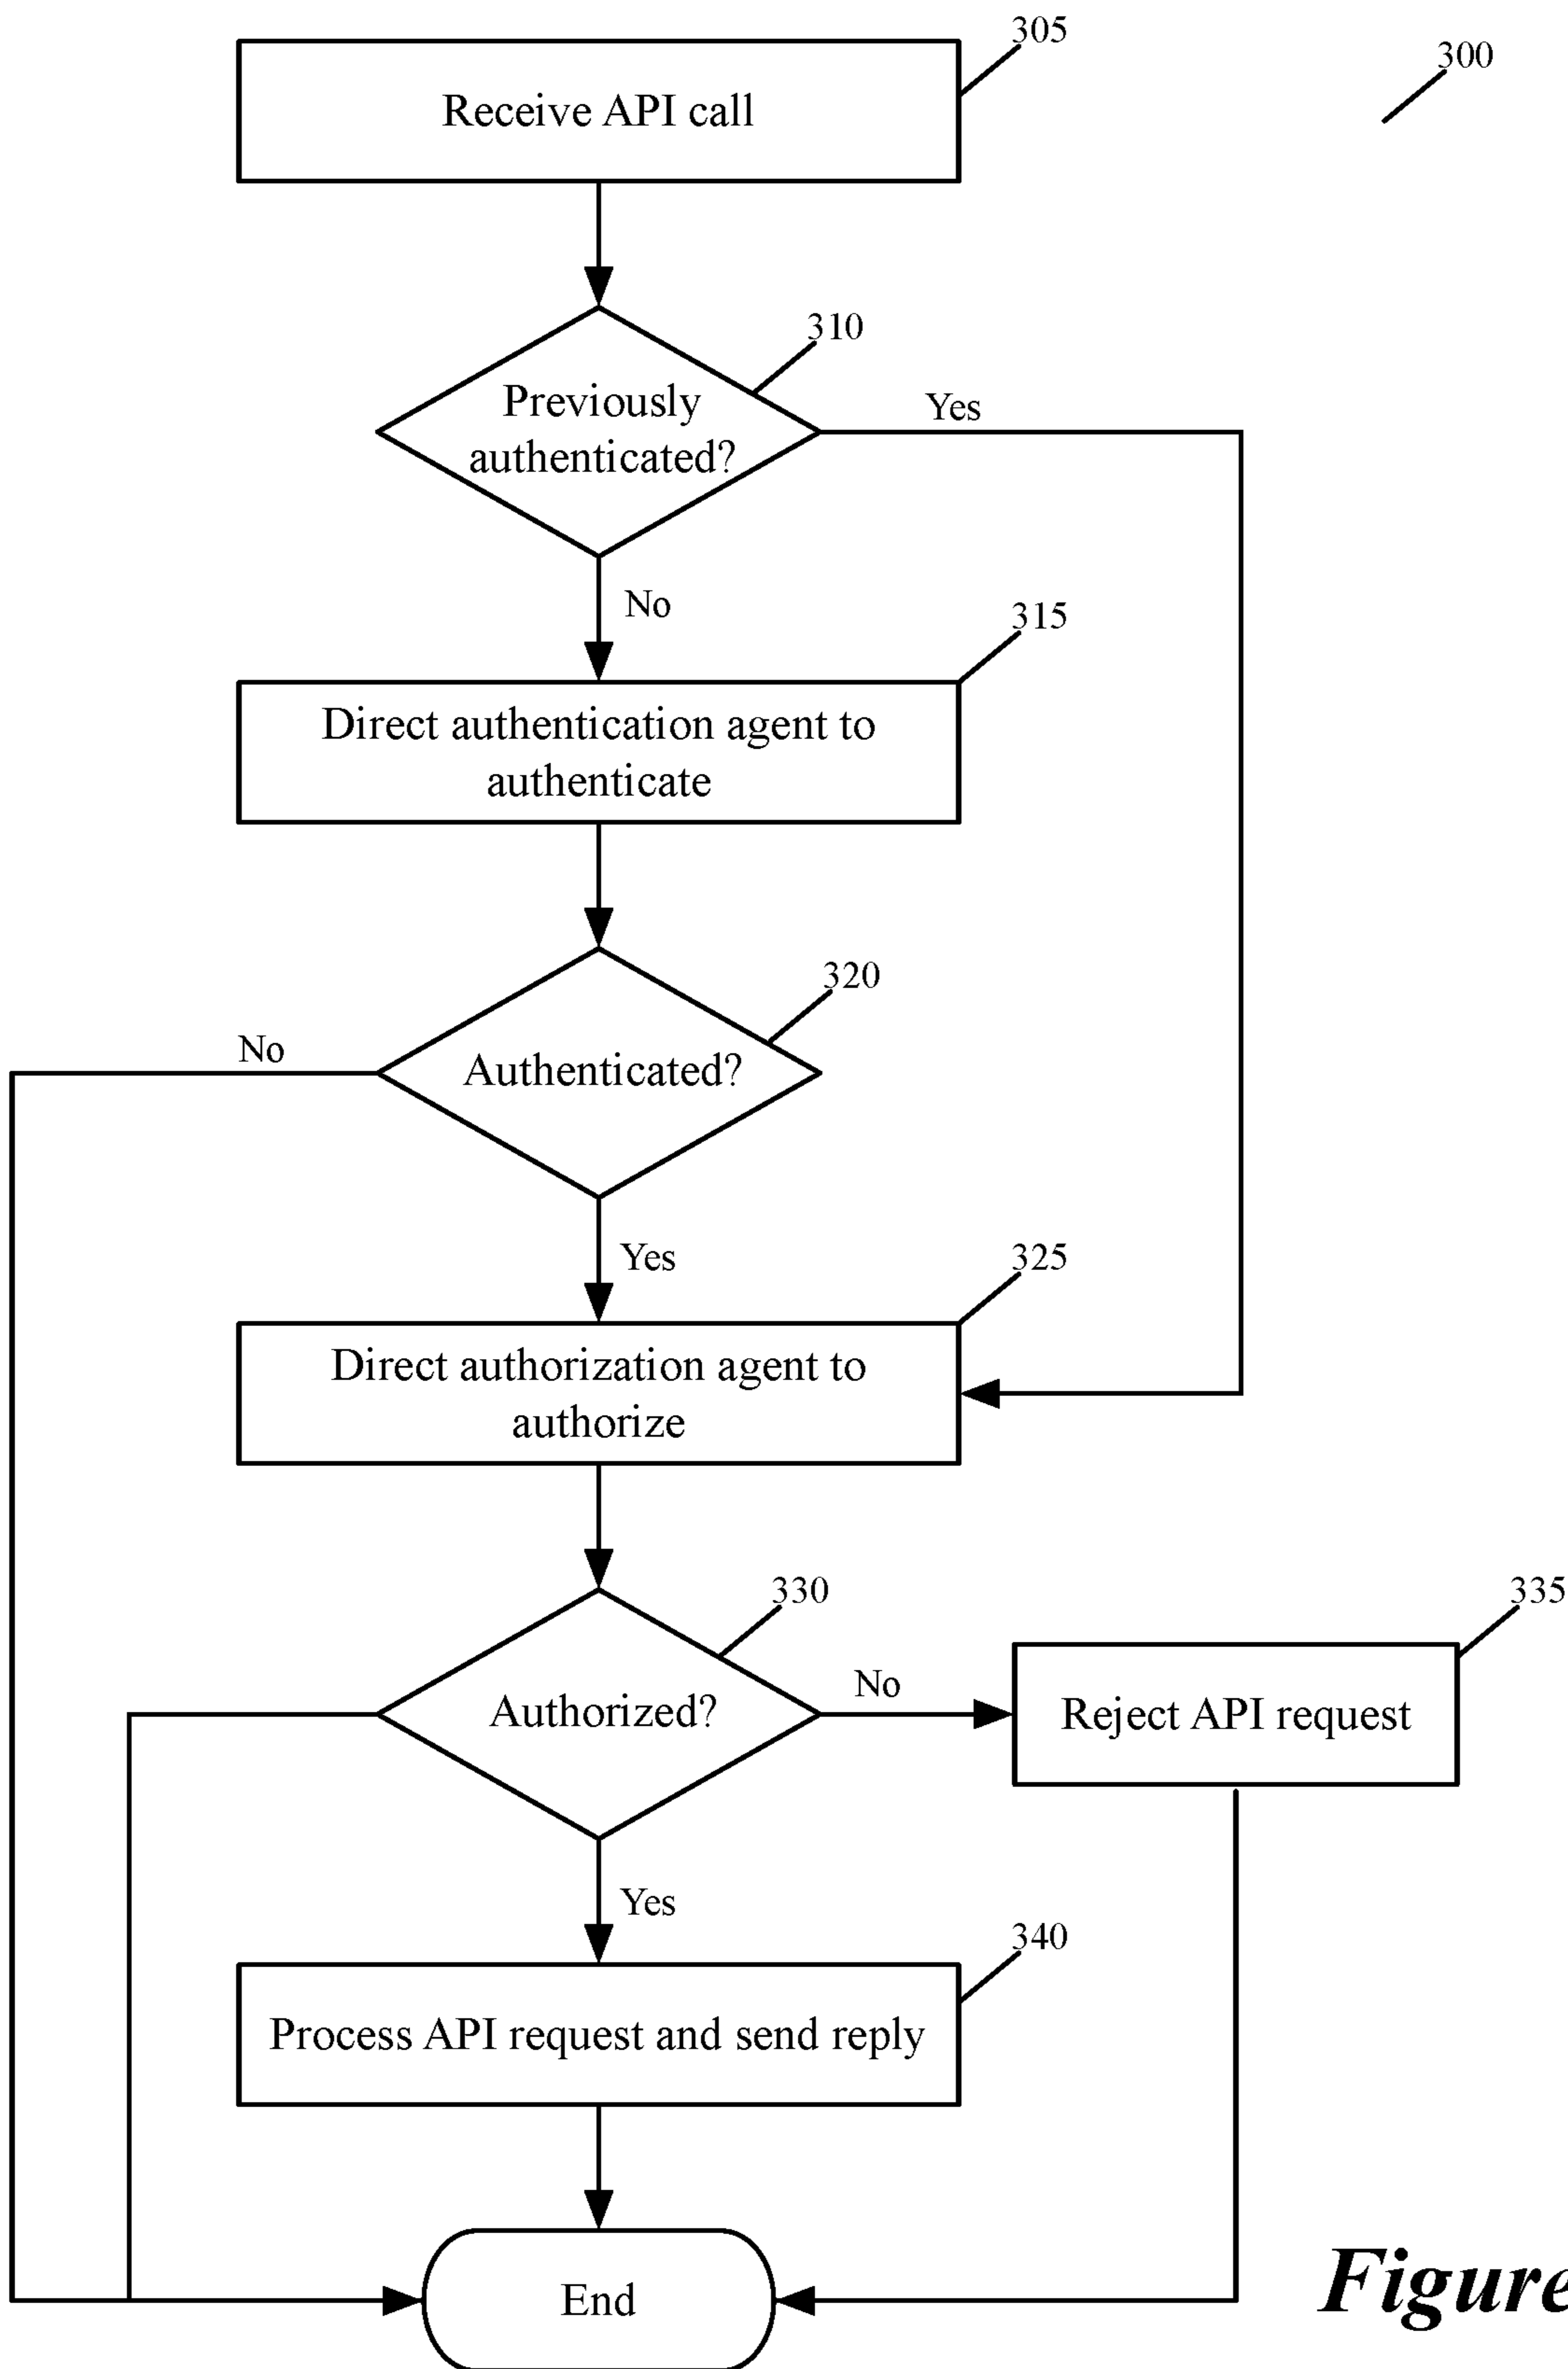 305
300
Receive API call
310
Previously
authenticated?
Yes
No
315
Direct authentication agent to
authenticate
320
No
Authenticated?
Yes
325
Direct authorization agent to
authorize
330
335
Authorized?
No
Reject API request
Yes
340
Process API request and send reply
End
Figure